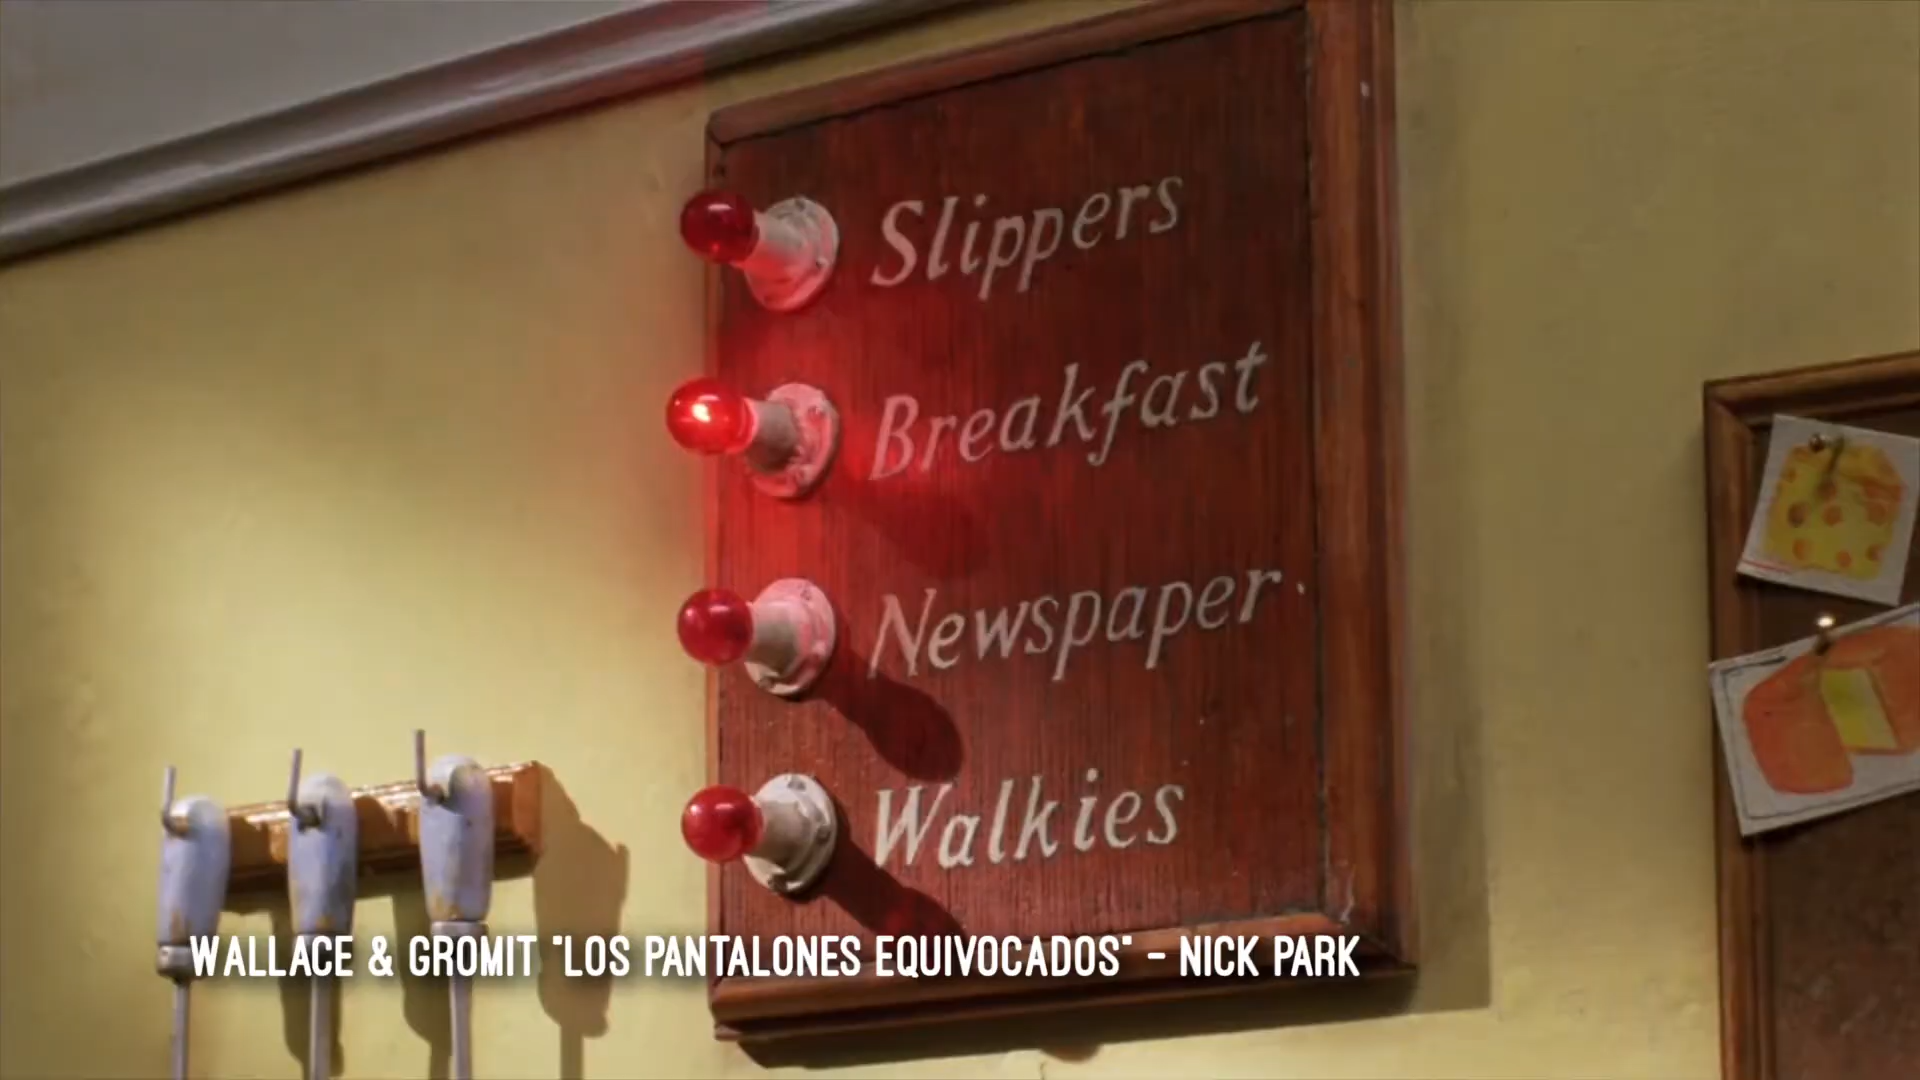 Slippers
Breakfast
Newspaper
Walkies
WALLACE & GROMIT "LOS PANTALONES EQUIVOCADOS" - NICK PARK